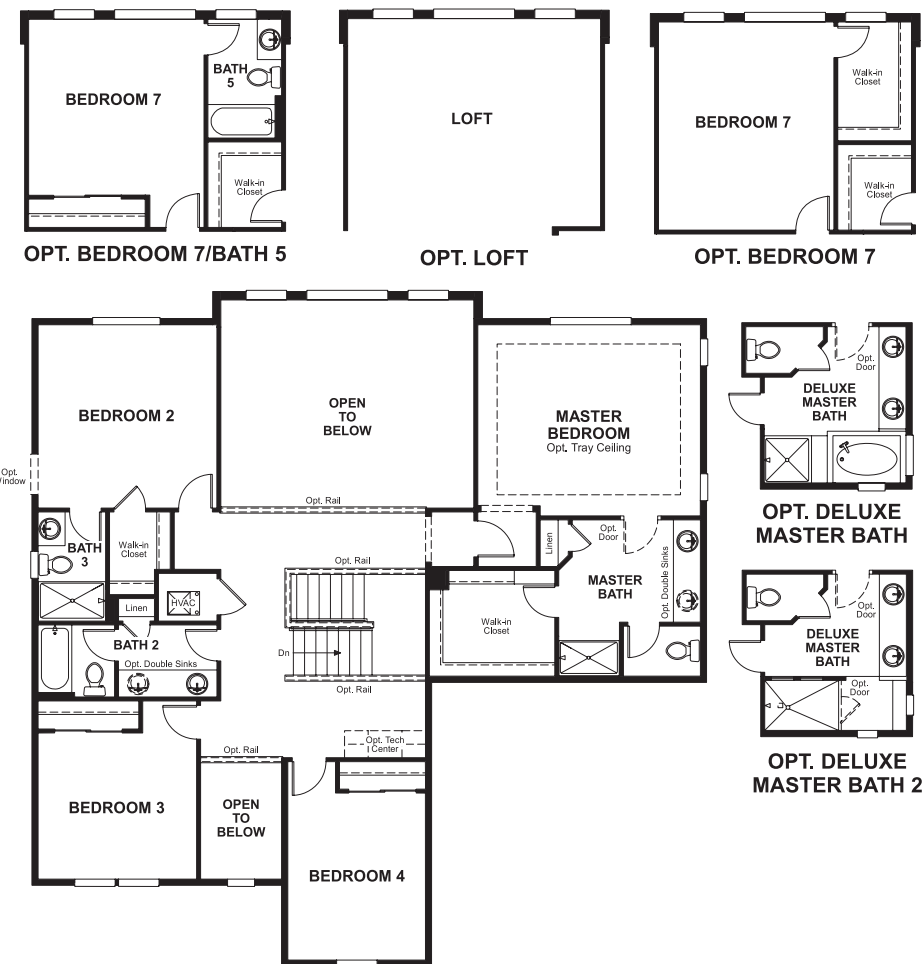 BEDROOM 7
BATH
5
Walk-in
Closet
OPT. BEDROOM 7/BATH 5
LOFT
OPT. LOFT
BEDROOM 7
Walk-in
Closet
Walk-in
Closet
OPT. BEDROOM 7
BEDROOM 2
Opt.
Window
OPEN
TO
BELOW
Opt. Rail
MASTER
BEDROOM
Opt. Tray Ceiling
Opt.
Door
DELUXE
MASTER
BATH
OPT. DELUXE
MASTER BATH
BATH
3
Walk-in
Closet
Linen
HVAC
Opt. Rail
Dn
Opt. Rail
Linen
Opt.
Door
MASTER
BATH
Opt. Double Sinks
Walk-in
Closet
BATH 2
Opt. Double Sinks
Opt.
Door
DELUXE
MASTER
BATH
Opt.
Door
OPT. DELUXE
MASTER BATH 2
Opt. Rail
Opt. Tech
Center
BEDROOM 3
OPEN
TO
BELOW
BEDROOM 4